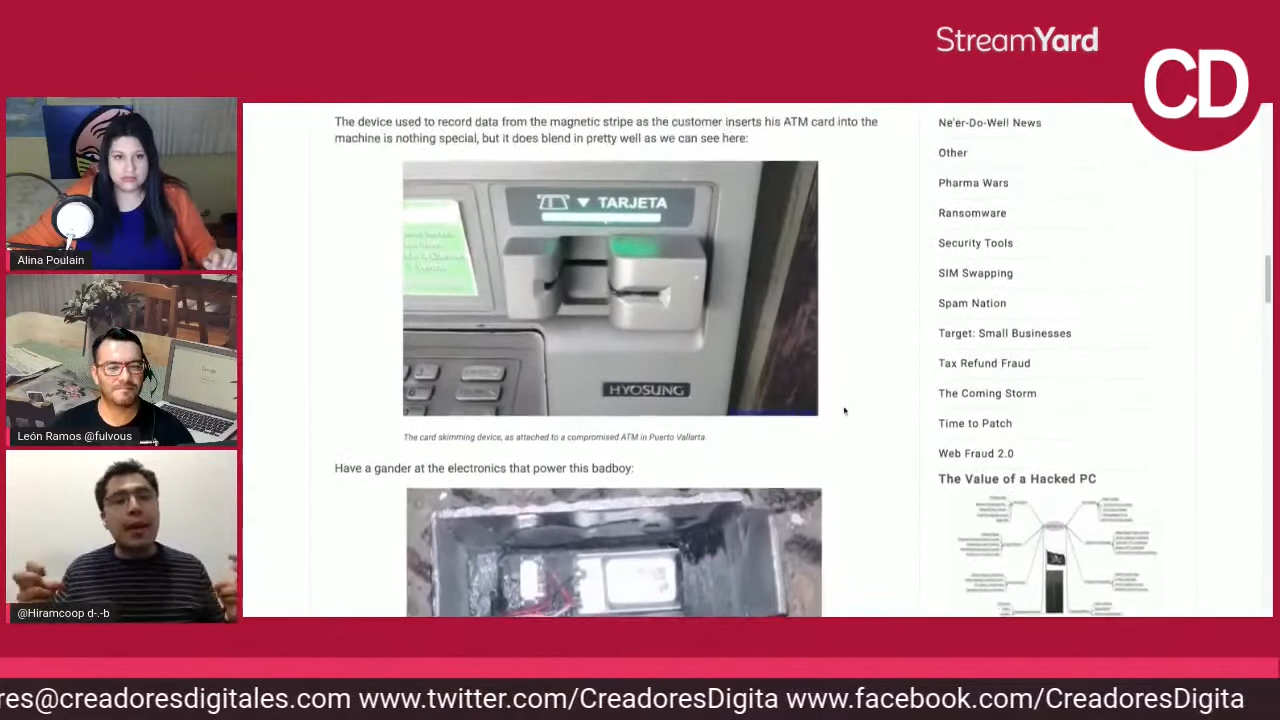 StreamYard
CD
Alina Poulain
León Ramos @fulvous
@Hiramcoop d-.-b
The device used to record data from the magnetic stripe as the customer inserts his ATM card into the
machine is nothing special, but it does blend in pretty well as we can see here:
TARJETA
HYOSUNG
The card skimming device, as attached to a compromised ATM in Puerto Vallarta.
Have a gander at the electronics that power this badboy:
Ne'er-Do-Well News
Other
Pharma Wars
Ransomware
Security Tools
SIM Swapping
Spam Nation
Target: Small Businesses
Tax Refund Fraud
The Coming Storm
Time to Patch
Web Fraud 2.0
The Value of a Hacked PC
res@creadoresdigitales.com www.twitter.com/CreadoresDigita www.facebook.com/CreadoresDigita